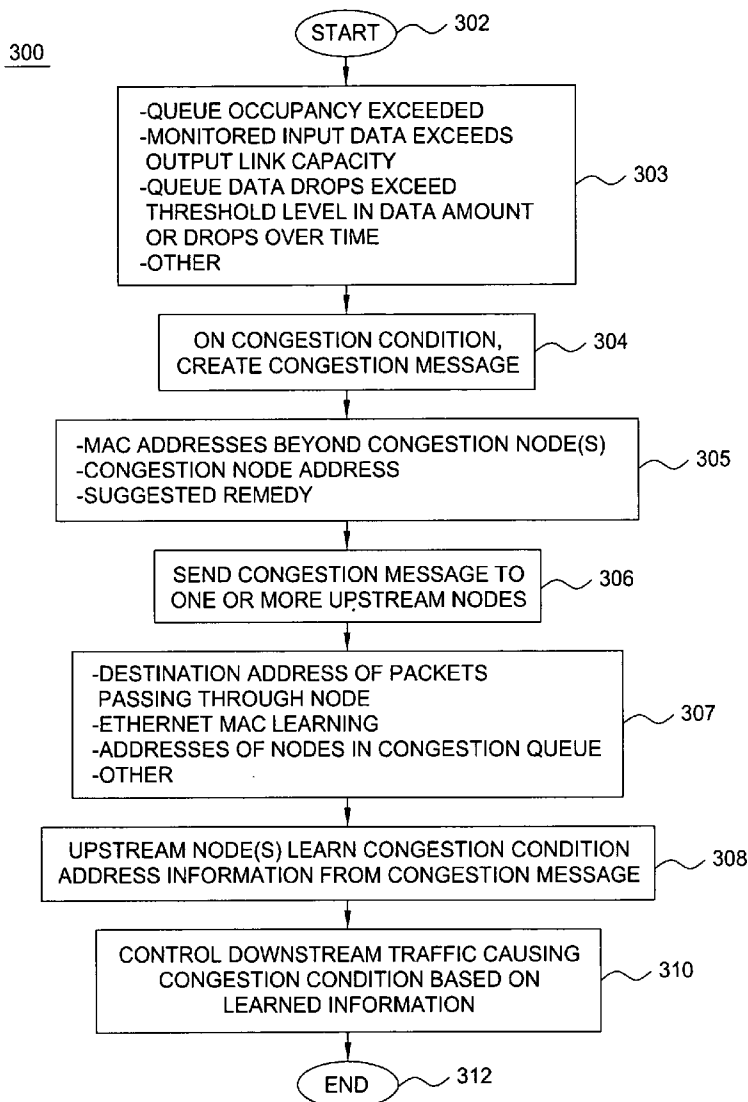 300
START
302
-QUEUE OCCUPANCY EXCEEDED
-MONITORED INPUT DATA EXCEEDS
OUTPUT LINK CAPACITY
-QUEUE DATA DROPS EXCEED
THRESHOLD LEVEL IN DATA AMOUNT
OR DROPS OVER TIME
-OTHER
303
ON CONGESTION CONDITION,
CREATE CONGESTION MESSAGE
304
-MAC ADDRESSES BEYOND CONGESTION NODE(S)
-CONGESTION NODE ADDRESS
-SUGGESTED REMEDY
305
SEND CONGESTION MESSAGE TO
ONE OR MORE UPSTREAM NODES
306
-DESTINATION ADDRESS OF PACKETS
PASSING THROUGH NODE
-ETHERNET MAC LEARNING
-ADDRESSES OF NODES IN CONGESTION QUEUE
-OTHER
307
UPSTREAM NODE(S) LEARN CONGESTION CONDITION
ADDRESS INFORMATION FROM CONGESTION MESSAGE
308
CONTROL DOWNSTREAM TRAFFIC CAUSING
CONGESTION CONDITION BASED ON
LEARNED INFORMATION
310
END
312